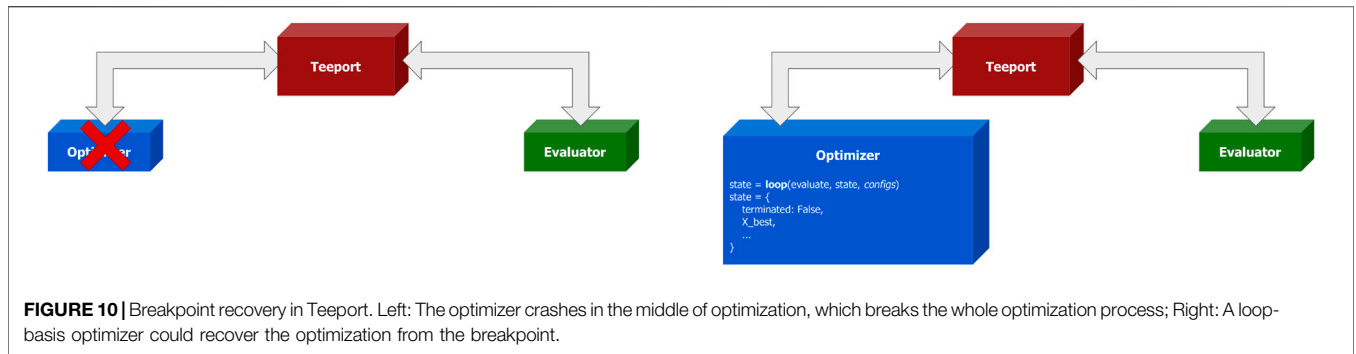 Teeport
Optimizer
Evaluator
Teeport
Optimizer
state = loop(evaluate, state, configs)
state = {
terminated: False,
X_best,
...
}
Evaluator
FIGURE 10 | Breakpoint recovery in Teeport. Left: The optimizer crashes in the middle of optimization, which breaks the whole optimization process; Right: A loop-
basis optimizer could recover the optimization from the breakpoint.